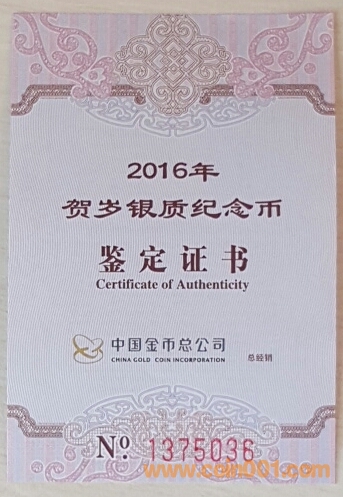 2016年
贺岁银质纪念币
鉴定证书
Certificate of Authenticity
中国金币总公司
CHINA GOLD COIN INCORPORATION
总经销
No. 1375036
www.coin001.com